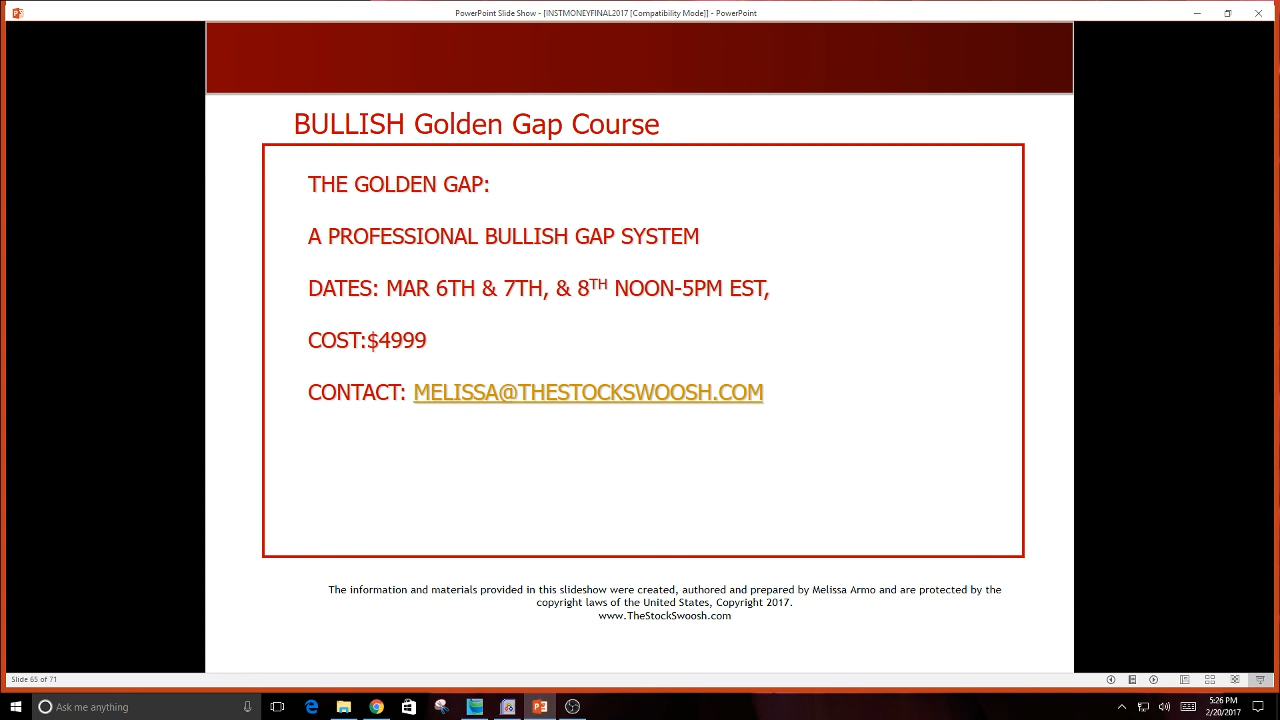 PowerPoint Slide Show - [INSTMONEYFINAL2017 [Compatibility Mode]] - PowerPoint
BULLISH Golden Gap Course
THE GOLDEN GAP:
A PROFESSIONAL BULLISH GAP SYSTEM
DATES: MAR 6TH & 7TH, & 8TH NOON-5PM EST,
COST:$4999
CONTACT: MELISSA@THESTOCKSWOOSH.COM
The information and materials provided in this slideshow were created, authored and prepared by Melissa Armo and are protected by the
copyright laws of the United States, Copyright 2017.
www.TheStockSwoosh.com
Slide 65 of 71
Ask me anything
5:26 PM
2/20/2017